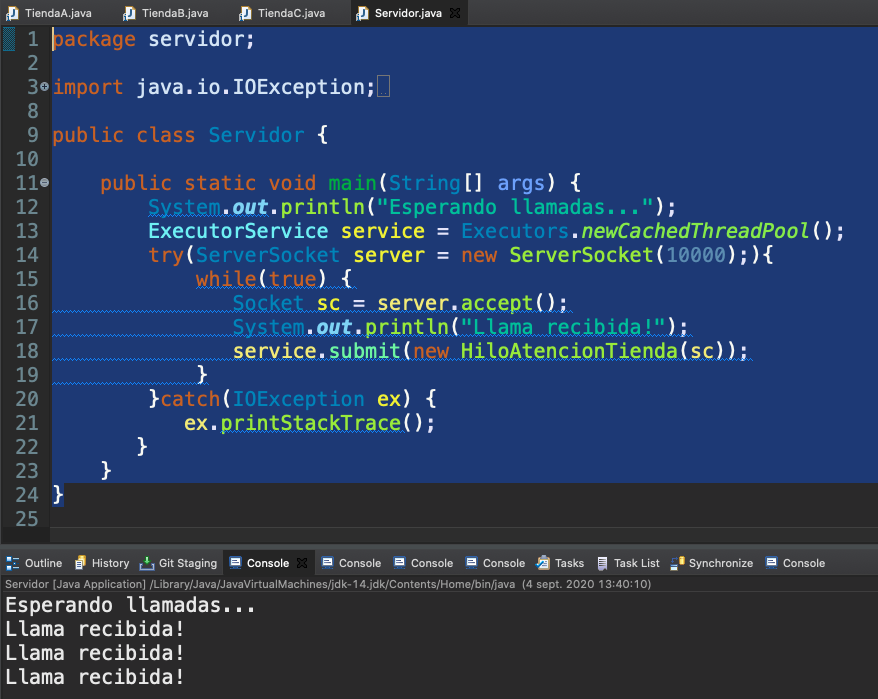 TiendaA.java TiendaB.java TiendaC.java Servidor.java
1 package servidor;
2
3 import java.io.IOException;
8
9 public class Servidor {
10
11 public static void main(String[] args) {
12 System.out.println("Esperando llamadas...");
13 ExecutorService service = Executors.newCachedThreadPool();
14 try(ServerSocket server = new ServerSocket(10000);){
15 while(true) {
16 Socket sc = server.accept();
17 System.out.println("Llama recibida!");
18 service.submit(new HiloAtencionTienda(sc));
19 }
20 }catch(IOException ex) {
21 ex.printStackTrace();
22 }
23 }
24 }
25
Outline History Git Staging Console Console Console Console Tasks Task List Synchronize Console
Servidor [Java Application] /Library/Java/JavaVirtualMachines/jdk-14.jdk/Contents/Home/bin/java (4 sept. 2020 13:40:10)
Esperando llamadas...
Llama recibida!
Llama recibida!
Llama recibida!